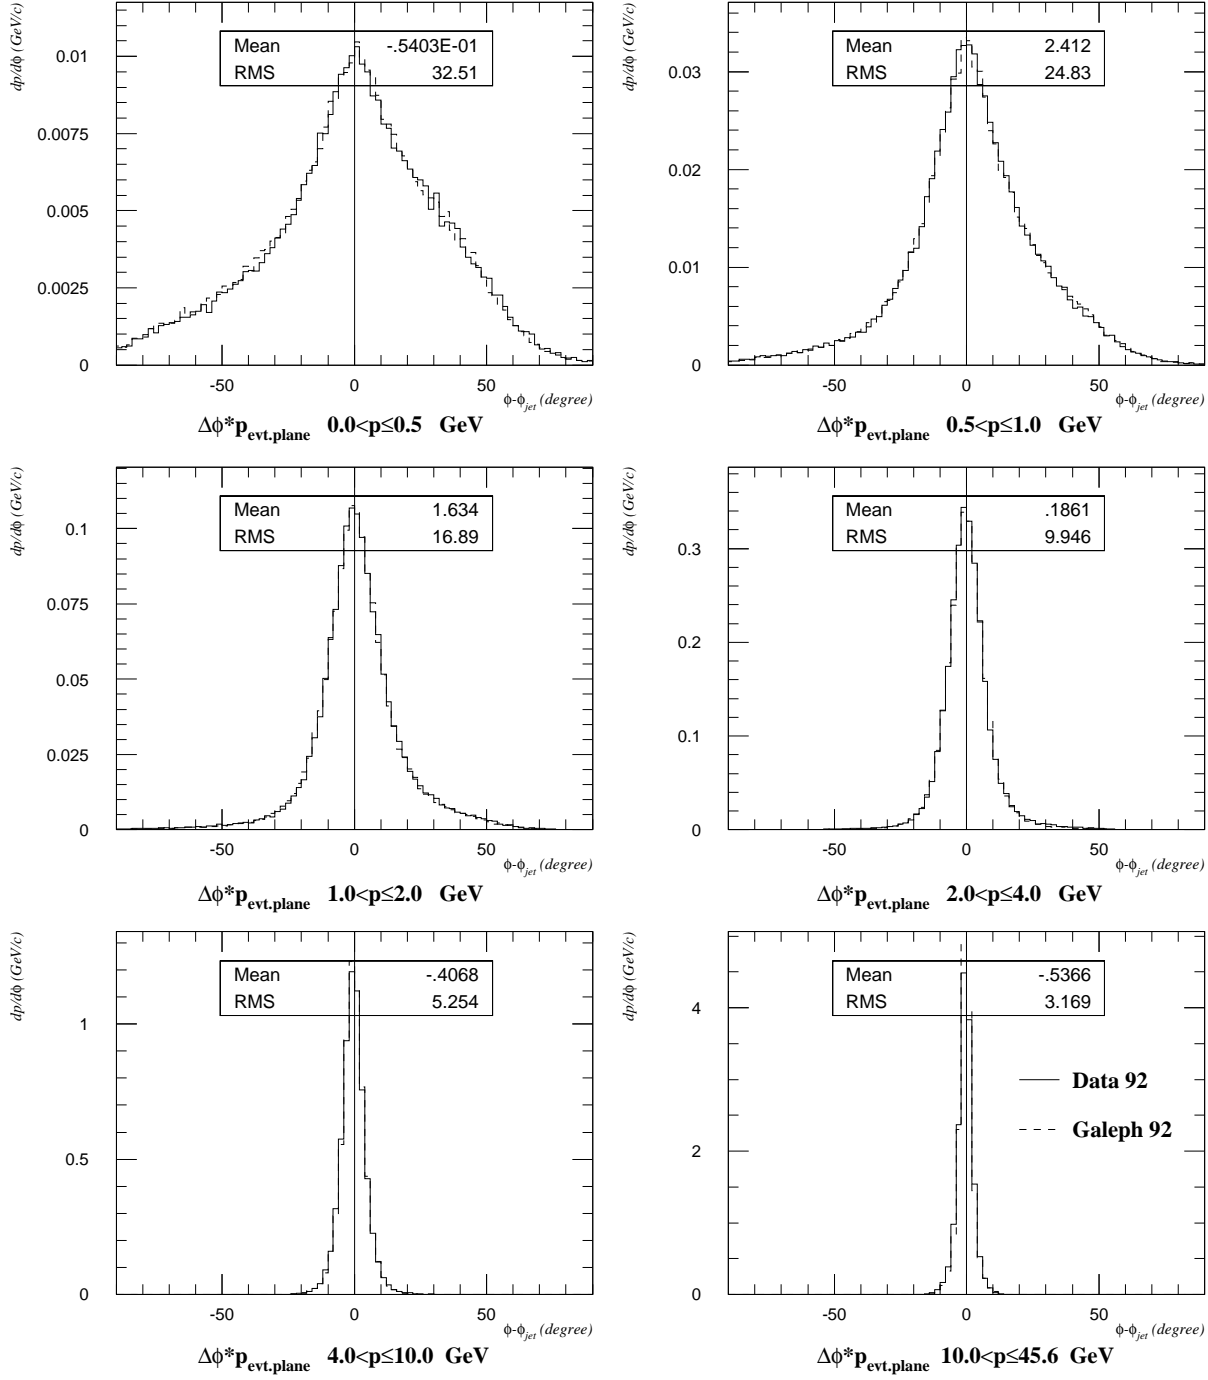 dp/dϕ (GeV/c)
Mean -.5403E-01
RMS 32.51
0.01
0.0075
0.005
0.0025
0
-50 0 50
ϕ-ϕjet (degree)
Δϕ*pevt.plane 0.0<p≤0.5 GeV
dp/dϕ (GeV/c)
Mean 2.412
RMS 24.83
0.03
0.02
0.01
0
-50 0 50
ϕ-ϕjet (degree)
Δϕ*pevt.plane 0.5<p≤1.0 GeV
dp/dϕ (GeV/c)
Mean 1.634
RMS 16.89
0.1
0.075
0.05
0.025
0
-50 0 50
ϕ-ϕjet (degree)
Δϕ*pevt.plane 1.0<p≤2.0 GeV
dp/dϕ (GeV/c)
Mean .1861
RMS 9.946
0.3
0.2
0.1
0
-50 0 50
ϕ-ϕjet (degree)
Δϕ*pevt.plane 2.0<p≤4.0 GeV
dp/dϕ (GeV/c)
Mean -.4068
RMS 5.254
1
0.5
0
-50 0 50
ϕ-ϕjet (degree)
Δϕ*pevt.plane 4.0<p≤10.0 GeV
dp/dϕ (GeV/c)
Mean -.5366
RMS 3.169
4
Data 92
Galeph 92
2
0
-50 0 50
ϕ-ϕjet (degree)
Δϕ*pevt.plane 10.0<p≤45.6 GeV